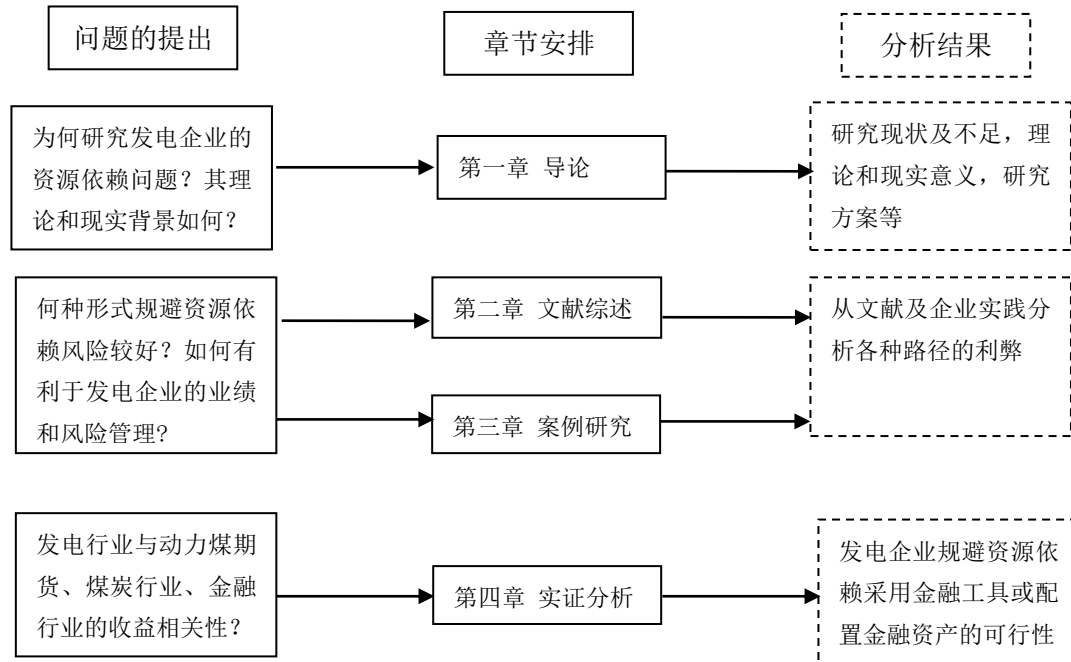 问题的提出
章节安排
分析结果
为何研究发电企业的
资源依赖问题？其理
论和现实背景如何？
第一章 导论
研究现状及不足，理
论和现实意义，研究
方案等
何种形式规避资源依
赖风险较好？如何有
利于发电企业的业绩
和风险管理?
第二章 文献综述
第三章 案例研究
从文献及企业实践分
析各种路径的利弊
发电行业与动力煤期
货、煤炭行业、金融
行业的收益相关性？
第四章 实证分析
发电企业规避资源依
赖采用金融工具或配
置金融资产的可行性